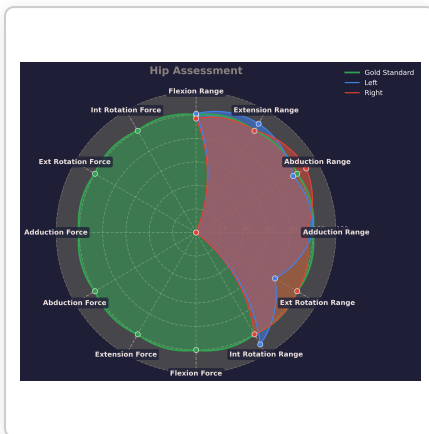 Hip Assessment
Gold Standard
Left
Right
Flexion Range
Extension Range
Abduction Range
Adduction Range
Ext Rotation Range
Int Rotation Range
Flexion Force
Extension Force
Abduction Force
Adduction Force
Ext Rotation Force
Int Rotation Force